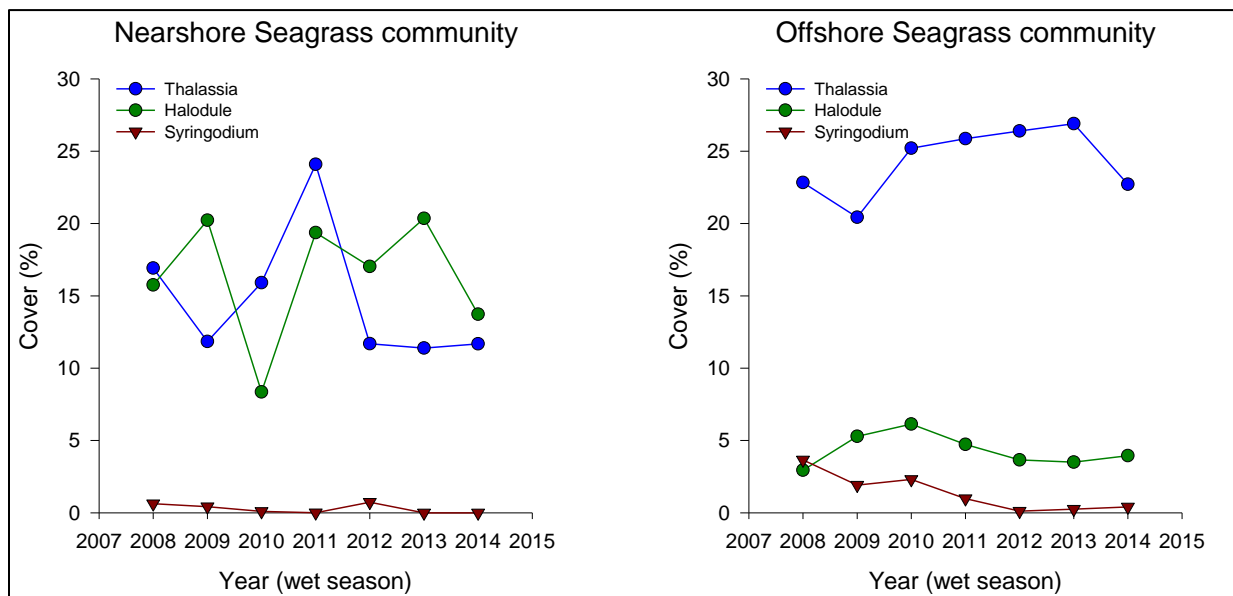 Nearshore Seagrass community
30
25
20
15
10
5
0
Cover (%)
Thalassia
Halodule
Syringodium
2007 2008 2009 2010 2011 2012 2013 2014 2015
Year (wet season)
Offshore Seagrass community
30
25
20
15
10
5
0
Cover (%)
Thalassia
Halodule
Syringodium
2007 2008 2009 2010 2011 2012 2013 2014 2015
Year (wet season)